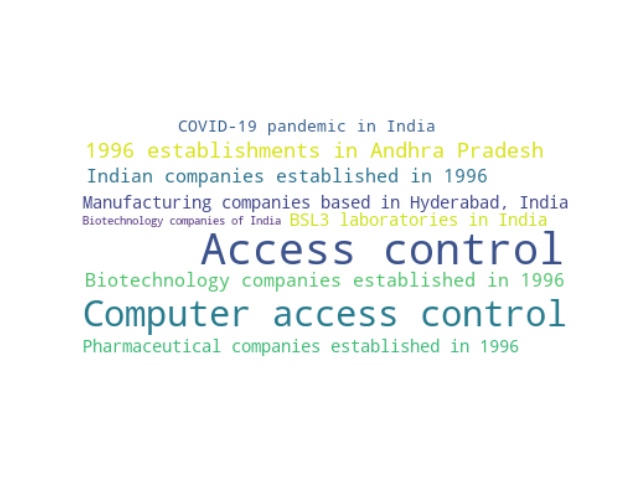 COVID-19 pandemic in India
1996 establishments in Andhra Pradesh
Indian companies established in 1996
Manufacturing companies based in Hyderabad, India
Biotechnology companies of India BSL3 laboratories in India
Access control
Biotechnology companies established in 1996
Computer access control
Pharmaceutical companies established in 1996